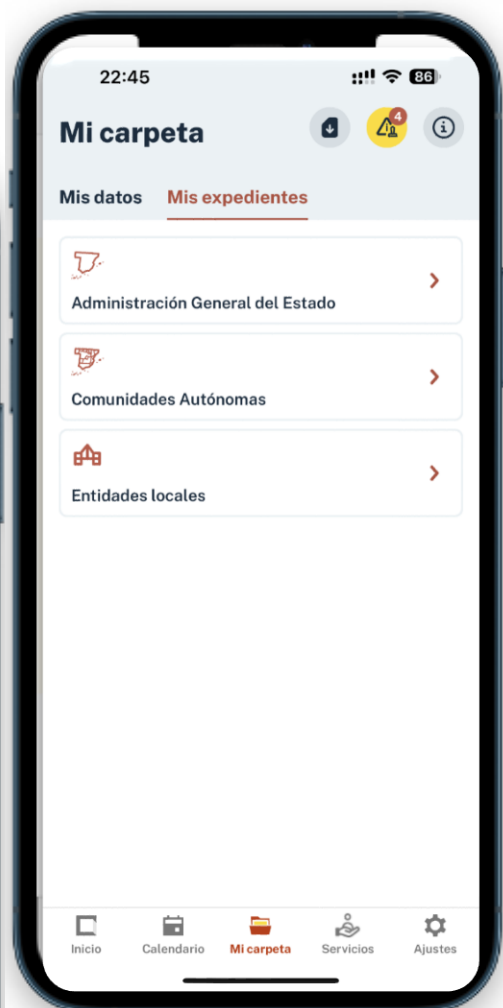 22:45
86
Mi carpeta
4
Mis datos Mis expedientes
Administración General del Estado
Comunidades Autónomas
Entidades locales
Inicio Calendario Mi carpeta Servicios Ajustes